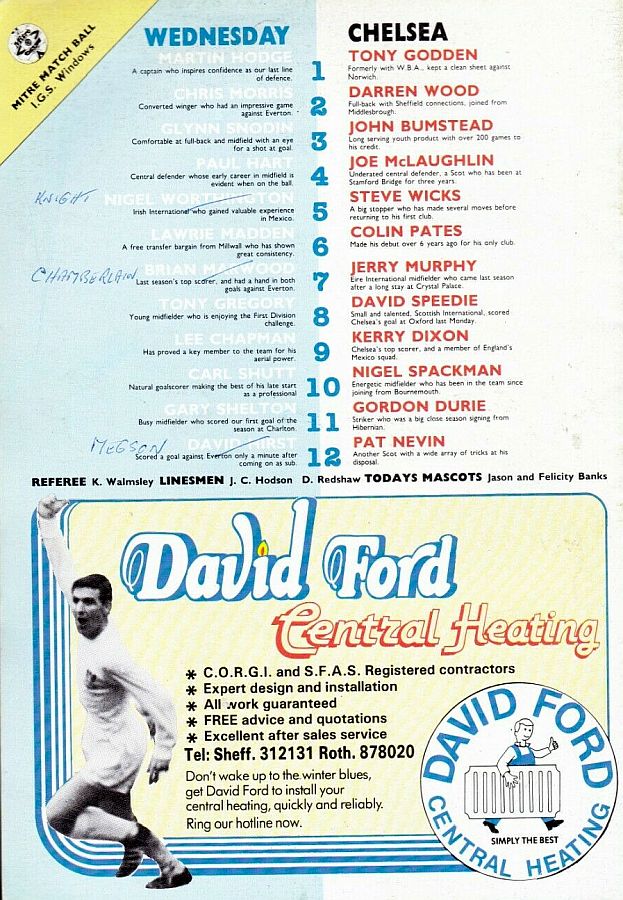 MITRE MATCH BALL
I.G.S. Windows
WEDNESDAY
MARTIN HODGE
A captain who inspires confidence as our last line
of defence.
CHRIS MORRIS
Converted winger who had an impressive game
against Everton.
GLYNN SNODIN
Comfortable at full-back and midfield with an eye
for a shot at goal.
PAUL HART
Central defender whose early career in midfield is
evident when on the ball.
KNIGHT NIGEL WORTHINGTON
Irish International who gained valuable experience
in Mexico.
LAWRIE MADDEN
A free transfer bargain from Millwall who has shown
great consistency.
CHAMBERLAIN BRIAN MARWOOD
Last season's top scorer, and had a hand in both
goals against Everton.
TONY GREGORY
Young midfielder who is enjoying the First Division
challenge.
LEE CHAPMAN
Has proved a key member to the team for his
aerial power.
CARL SHUTT
Natural goalscorer making the best of his late start
as a professional
GARY SHELTON
Busy midfielder who scored our first goal of the
season at Charlton.
MEGSON DAVID HIRST
Scored a goal against Everton only a minute after
coming on as sub.
1
2
3
4
5
6
7
8
9
10
11
12
CHELSEA
TONY GODDEN
Formerly with W.B.A., kept a clean sheet against
Norwich.
DARREN WOOD
Full-back with Sheffield connections, joined from
Middlesbrough.
JOHN BUMSTEAD
Long serving youth product with over 200 games to
his credit.
JOE McLAUGHLIN
Underated central defender, a Scot who has been at
Stamford Bridge for three years.
STEVE WICKS
A big stopper who has made several moves before
returning to his first club.
COLIN PATES
Made his debut over 6 years ago for his only club.
JERRY MURPHY
Eire International midfielder who came last season
after a long stay at Crystal Palace.
DAVID SPEEDIE
Small and talented, Scottish International, scored
Chelsea's goal at Oxford last Monday.
KERRY DIXON
Chelsea's top scorer, and a member of England's
Mexico squad.
NIGEL SPACKMAN
Energetic midfielder who has been in the team since
joining from Bournemouth.
GORDON DURIE
Striker who was a big close season signing from
Hibernian.
PAT NEVIN
Another Scot with a wide array of tricks at his
disposal.
REFEREE K. Walmsley LINESMEN J. C. Hodson D. Redshaw TODAYS MASCOTS Jason and Felicity Banks
David Ford
Central Heating
* C.O.R.G.I. and S.F.A.S. Registered contractors
* Expert design and installation
* All work guaranteed
* FREE advice and quotations
* Excellent after sales service
Tel: Sheff. 312131 Roth. 878020
Don't wake up to the winter blues,
get David Ford to install your
central heating, quickly and reliably.
Ring our hotline now.
DAVID FORD
SIMPLY THE BEST
CENTRAL HEATING